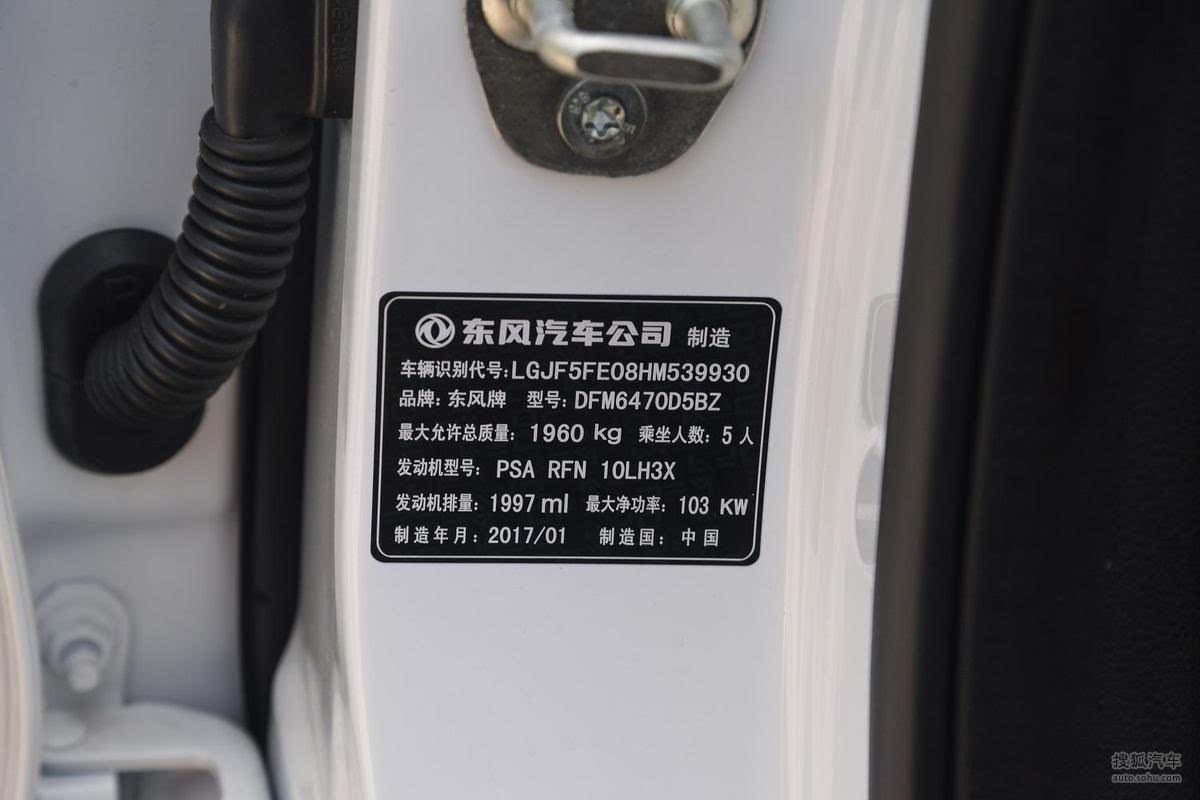 东风汽车公司 制造
车辆识别代号:LGJF5FE08HM539930
品牌: 东风牌 型号: DFM6470D5BZ
最大允许总质量: 1960 kg 乘坐人数: 5 人
发动机型号: PSA RFN 10LH3X
发动机排量: 1997 ml 最大净功率: 103 KW
制造年月: 2017/01 制造国: 中国
搜狐汽车
auto.sohu.com